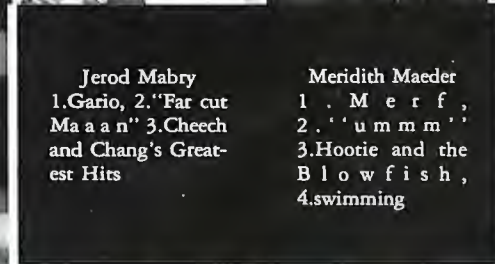 Jerod Mabry
1.Gario, 2."Far cut
Ma a a n" 3.Cheech
and Chang's Great-
est Hits
Meridith Maeder
1 . M e r f ,
2 . ' ' u m m m ' '
3.Hootie and the
B l o w f i s h ,
4.swimming